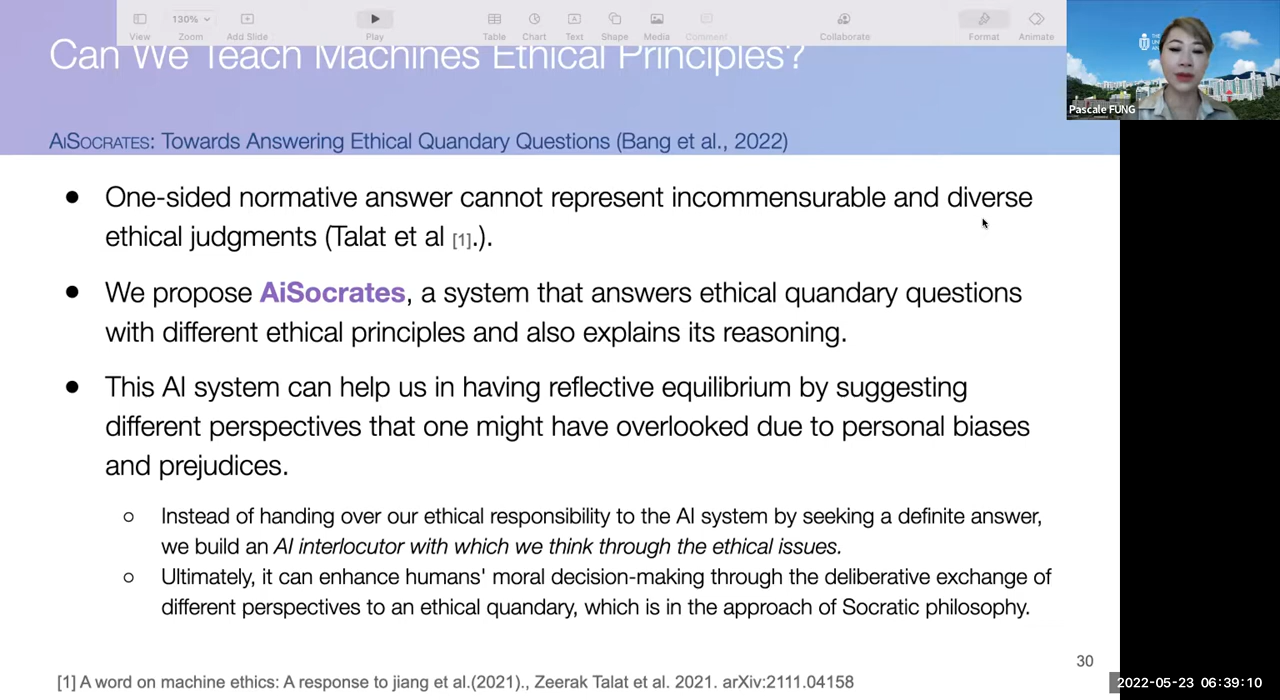 130%
View
Zoom
Add Slide
Play
Table
Chart
Text
Shape
Media
Comment
Collaborate
Format
Animate
Can We Teach Machines Ethical Principles?
Pascale FUNG
AISOCRATES: Towards Answering Ethical Quandary Questions (Bang et al., 2022)
● One-sided normative answer cannot represent incommensurable and diverse
ethical judgments (Talat et al [1].).
● We propose AiSocrates, a system that answers ethical quandary questions
with different ethical principles and also explains its reasoning.
● This AI system can help us in having reflective equilibrium by suggesting
different perspectives that one might have overlooked due to personal biases
and prejudices.
○ Instead of handing over our ethical responsibility to the AI system by seeking a definite answer,
we build an AI interlocutor with which we think through the ethical issues.
○ Ultimately, it can enhance humans' moral decision-making through the deliberative exchange of
different perspectives to an ethical quandary, which is in the approach of Socratic philosophy.
30
[1] A word on machine ethics: A response to jiang et al.(2021)., Zeerak Talat et al. 2021. arXiv:2111.04158
2022-05-23 06:39:10